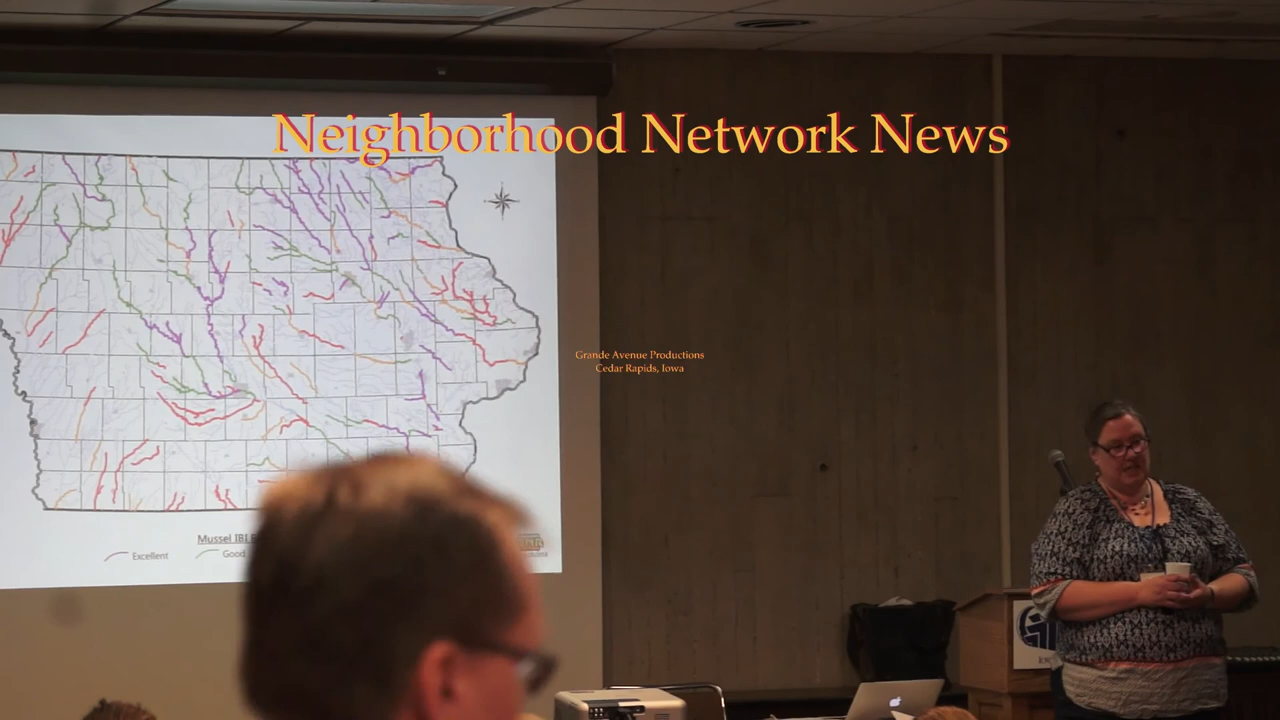 Neighborhood Network News
Grande Avenue Productions
Cedar Rapids, Iowa
Mussel IBI
Excellent
Good